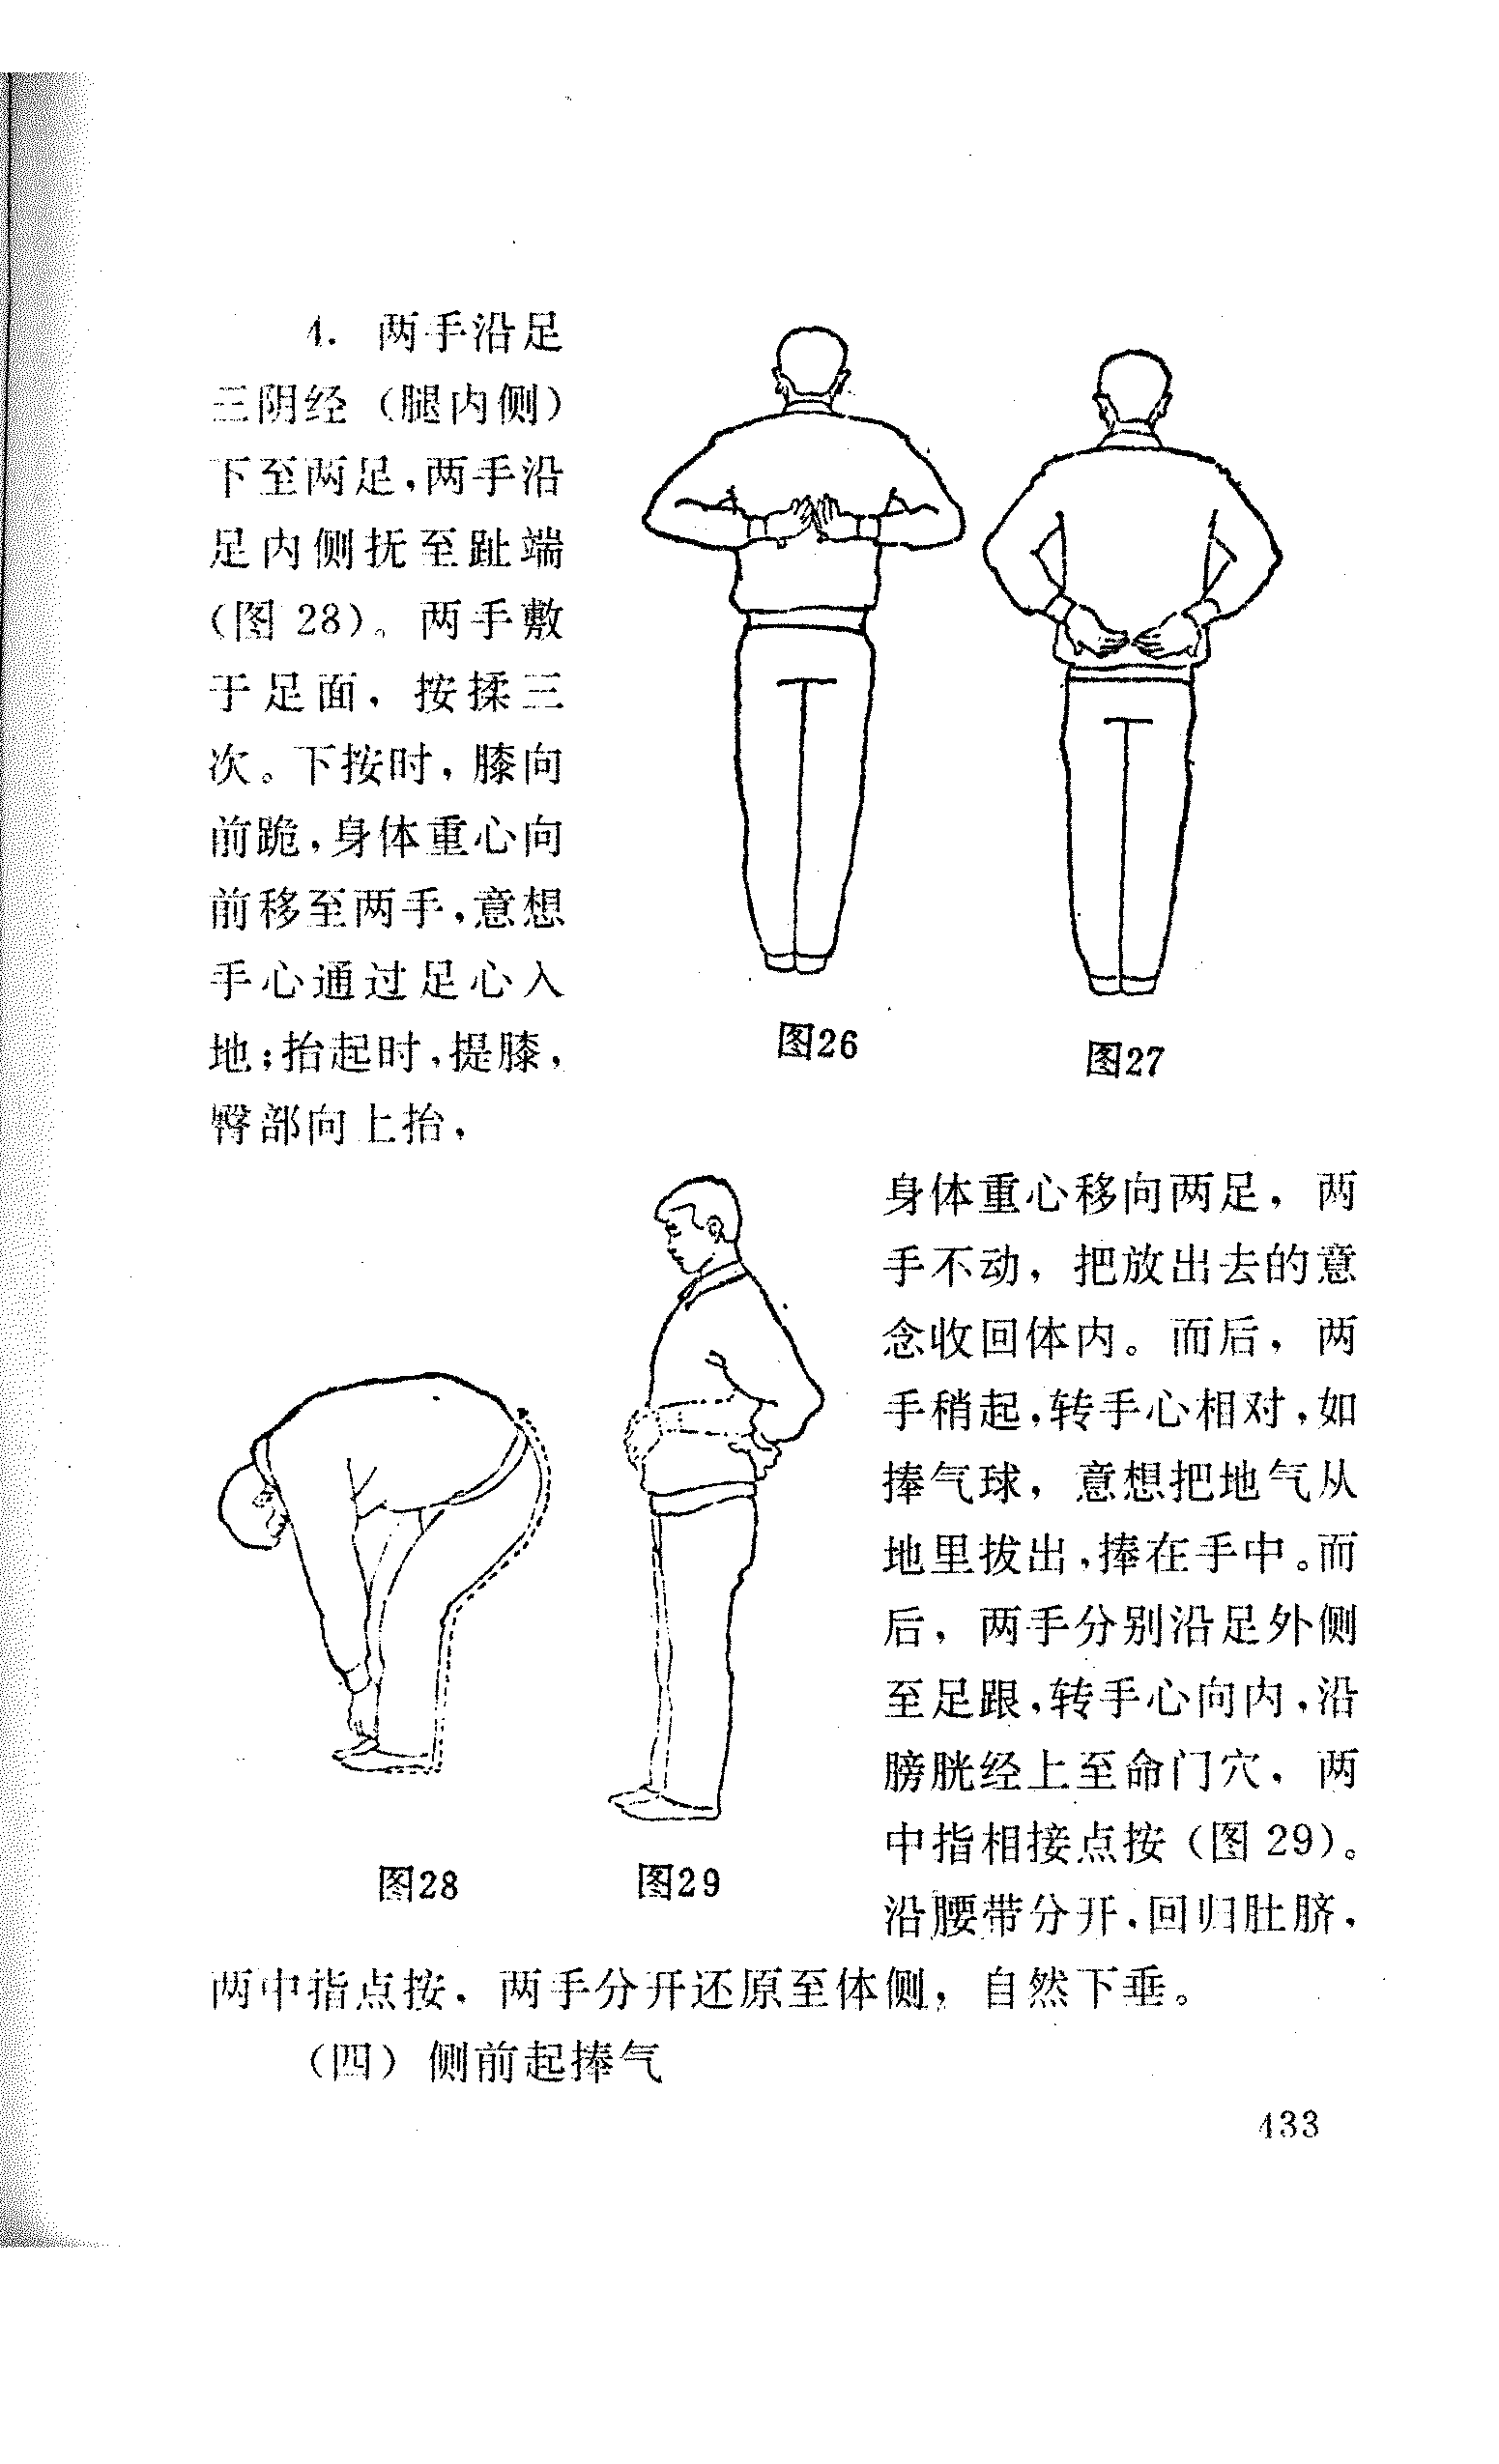 4. 两手沿足
三阴经（腿内侧）
下至两足，两手沿
足内侧抚至趾端
（图 28）。两手敷
于足面，按揉三
次。下按时，膝向
前跪，身体重心向
前移至两手，意想
手心通过足心入
地；抬起时，提膝，
臀部向上抬，
图26
图27
身体重心移向两足，两
手不动，把放出去的意
念收回体内。而后，两
手稍起，转手心相对，如
捧气球，意想把地气从
地里拔出，捧在手中。而
后，两手分别沿足外侧
至足跟，转手心向内，沿
膀胱经上至命门穴，两
中指相接点按（图 29）。
沿腰带分开，回归肚脐，
图28
图29
两中指点按，两手分开还原至体侧，自然下垂。
（四）侧前起捧气
433